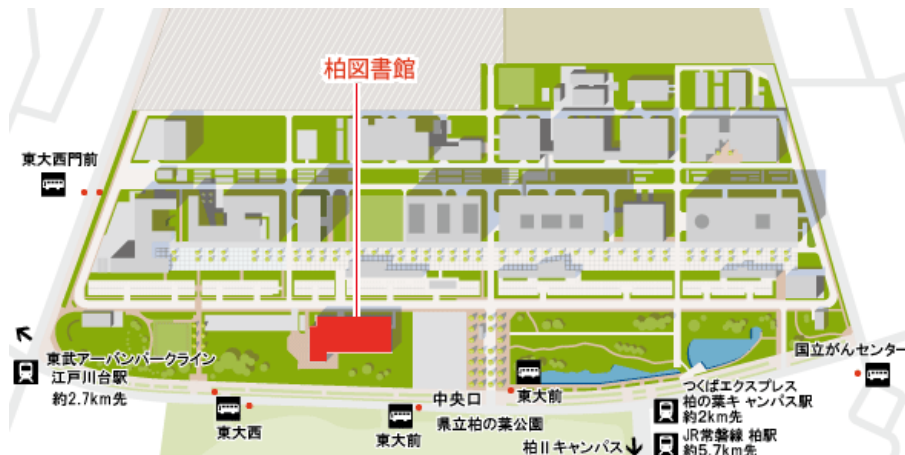 柏図書館
東大西門前
東武アーバンパークライン
江戸川台駅
約2.7km先
国立がんセンター
つくばエクスプレス
柏の葉キャンパス駅
約2km先
東大前
中央口
東大西
東大前
県立柏の葉公園
柏Ⅱキャンパス
JR常磐線 柏駅
約5.7km先